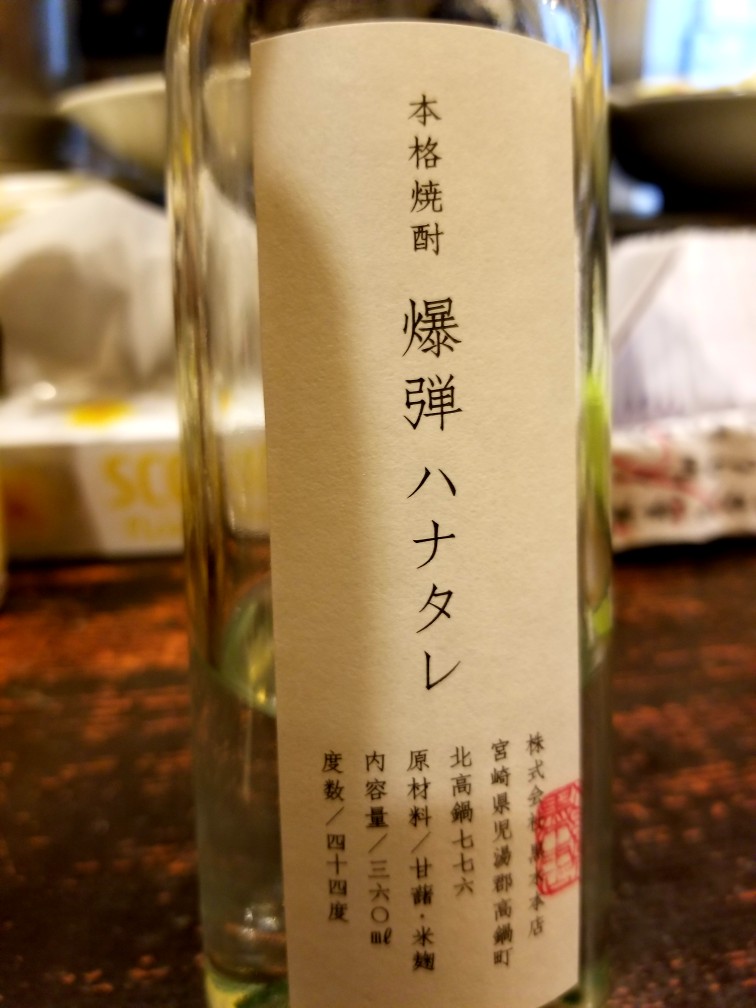 本格焼酎
爆弾ハナタレ
株式会社黒木本店
宮崎県児湯郡高鍋町
北高鍋七七六
原材料／甘藷・米麹
内容量／三六〇㎖
度数／四十四度